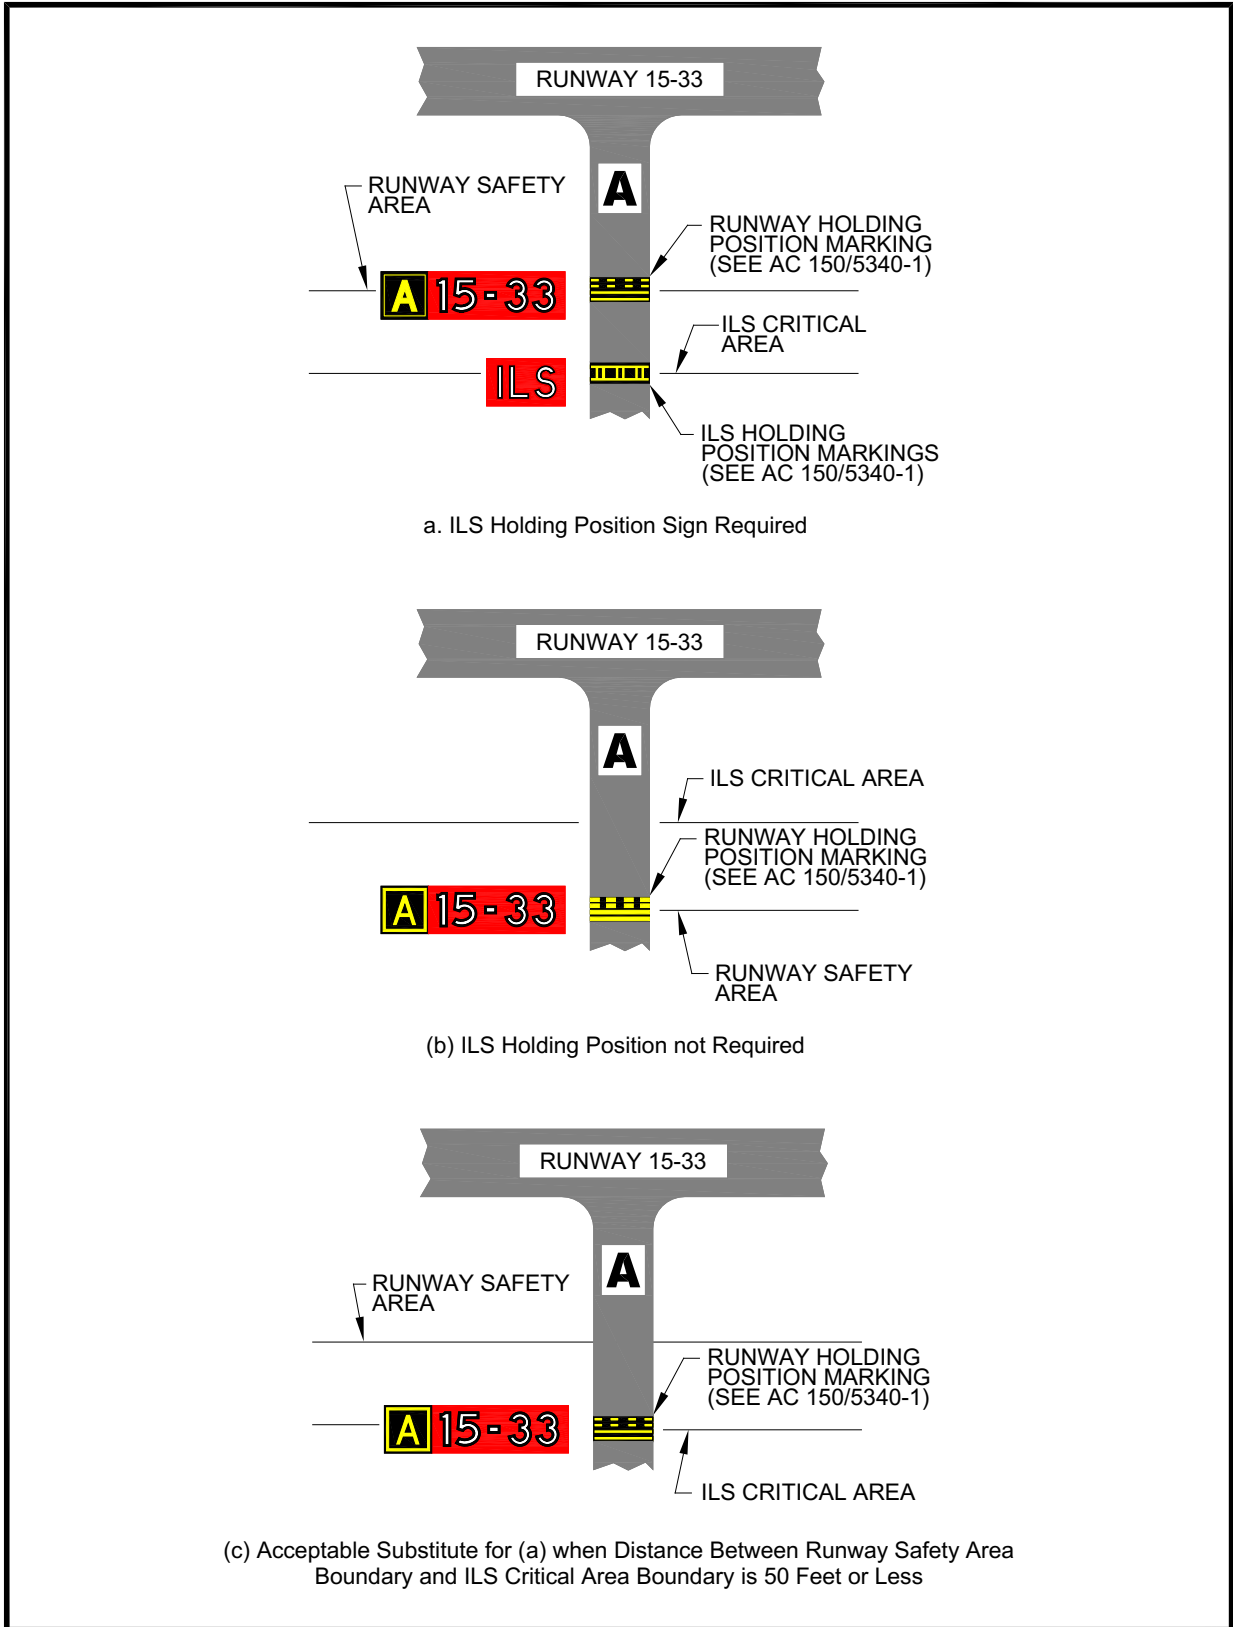 RUNWAY 15-33
A
RUNWAY SAFETY
AREA
RUNWAY HOLDING
POSITION MARKING
(SEE AC 150/5340-1)
A 15-33
ILS CRITICAL
AREA
ILS
ILS HOLDING
POSITION MARKINGS
(SEE AC 150/5340-1)
a. ILS Holding Position Sign Required
RUNWAY 15-33
A
ILS CRITICAL AREA
RUNWAY HOLDING
POSITION MARKING
(SEE AC 150/5340-1)
A 15-33
RUNWAY SAFETY
AREA
(b) ILS Holding Position not Required
RUNWAY 15-33
A
RUNWAY SAFETY
AREA
RUNWAY HOLDING
POSITION MARKING
(SEE AC 150/5340-1)
A 15-33
ILS CRITICAL AREA
(c) Acceptable Substitute for (a) when Distance Between Runway Safety Area
Boundary and ILS Critical Area Boundary is 50 Feet or Less